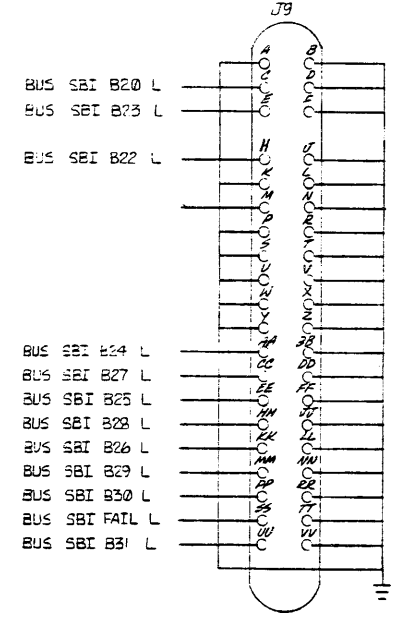 J9
A B
C D
BUS SBI B20 L
E F
BUS SBI B23 L
H J
BUS SBI B22 L
K L
M N
P R
S T
U V
W X
Y Z
AA BB
BUS SBI B24 L
CC DD
BUS SBI B27 L
EE FF
BUS SBI B25 L
HH JJ
BUS SBI B28 L
KK LL
BUS SBI B26 L
MM NN
BUS SBI B29 L
PP RR
BUS SBI B30 L
SS TT
BUS SBI FAIL L
UU VV
BUS SBI B31 L